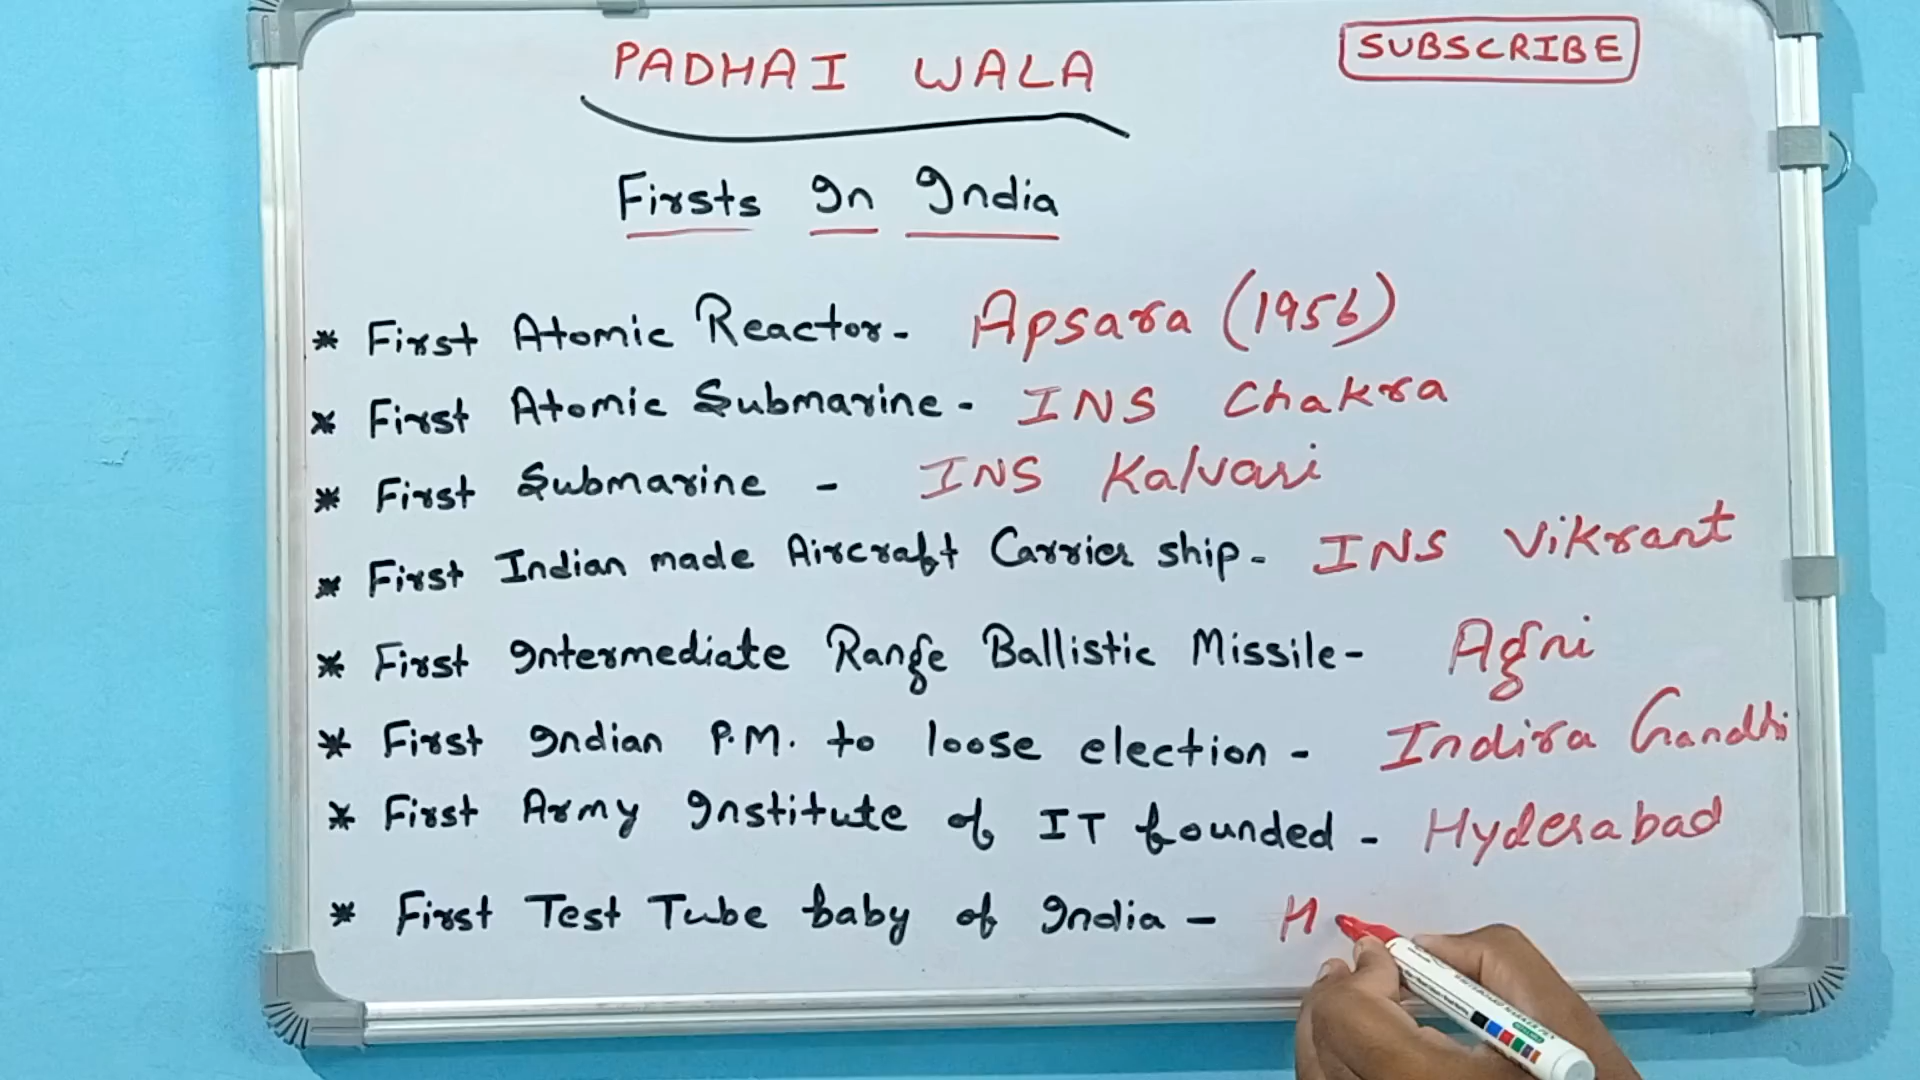 PADHAI WALA
SUBSCRIBE
Firsts In India
* First Atomic Reactor- Apsara (1956)
* First Atomic Submarine- INS Chakra
* First Submarine - INS Kalvari
* First Indian made Aircraft Carrier ship- INS Vikrant
* First Intermediate Range Ballistic Missile- Agni
* First Indian P.M. to loose election - Indira Gandhi
* First Army Institute of IT founded - Hyderabad
* First Test Tube baby of India - H